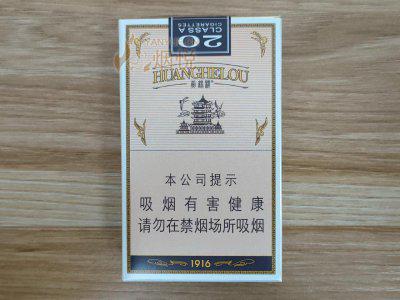 20
CLASS A
CIGARETTES
HUANGHELOU
黄鹤楼
本公司提示
吸烟有害健康
请勿在禁烟场所吸烟
1916